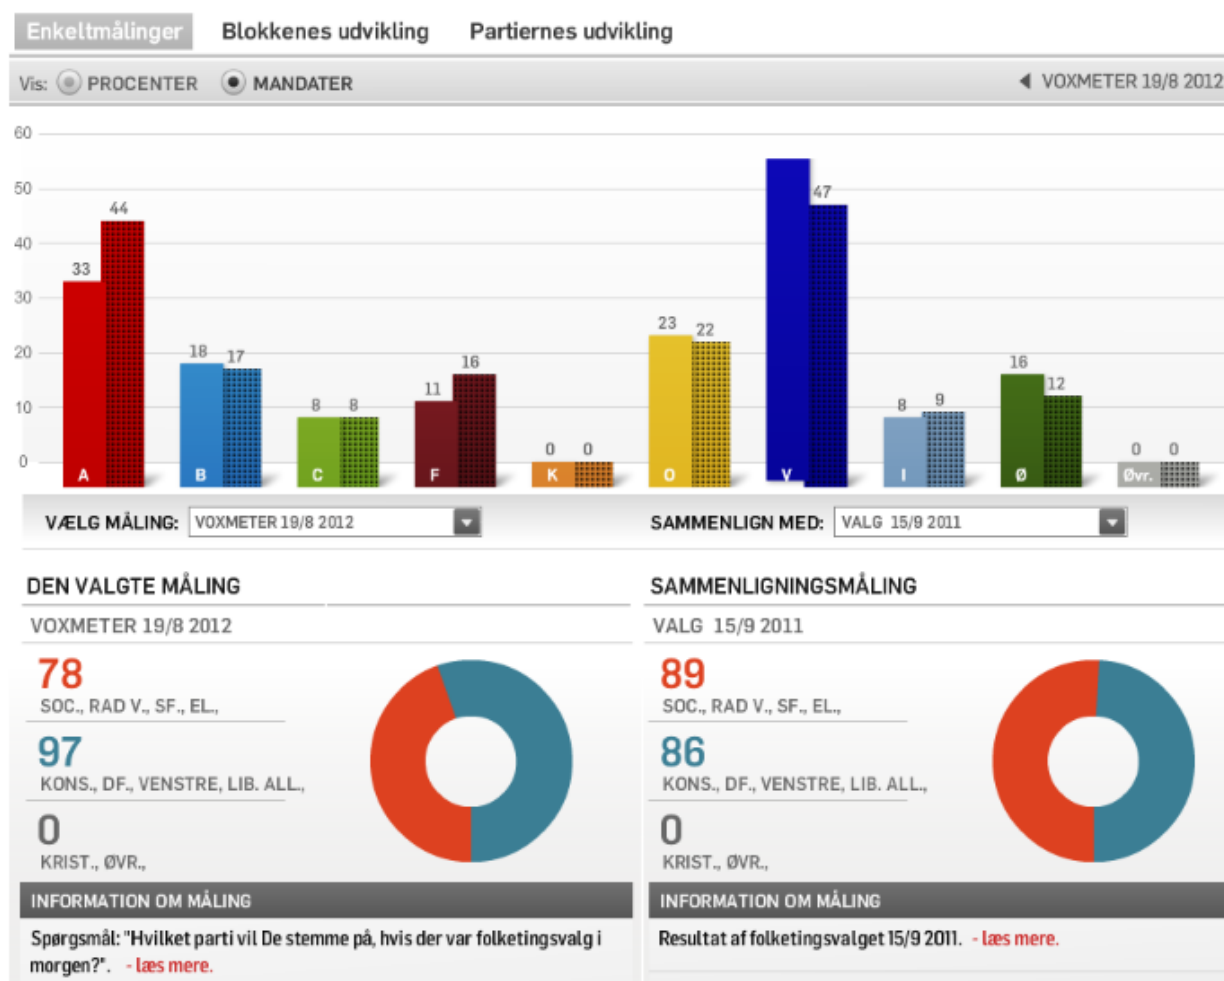 Enkeltmålinger Blokkenes udvikling Partiernes udvikling
Vis: PROCENTER MANDATER VOXMETER 19/8 2012
60
50
40
30
20
10
0
33 44
18 17
8 8
11 16
0 0
23 22
47
8 9
16 12
0 0
A B C F K O V I Ø Øvr.
VÆLG MÅLING: VOXMETER 19/8 2012 SAMMENLIGN MED: VALG 15/9 2011
DEN VALGTE MÅLING
VOXMETER 19/8 2012
78
SOC., RAD V., SF., EL.,
97
KONS., DF., VENSTRE, LIB. ALL.,
0
KRIST., ØVR.,
INFORMATION OM MÅLING
Spørgsmål: "Hvilket parti vil De stemme på, hvis der var folketingsvalg i
morgen?". - læs mere.
SAMMENLIGNINGSMÅLING
VALG 15/9 2011
89
SOC., RAD V., SF., EL.,
86
KONS., DF., VENSTRE, LIB. ALL.,
0
KRIST., ØVR.,
INFORMATION OM MÅLING
Resultat af folketingsvalget 15/9 2011. - læs mere.